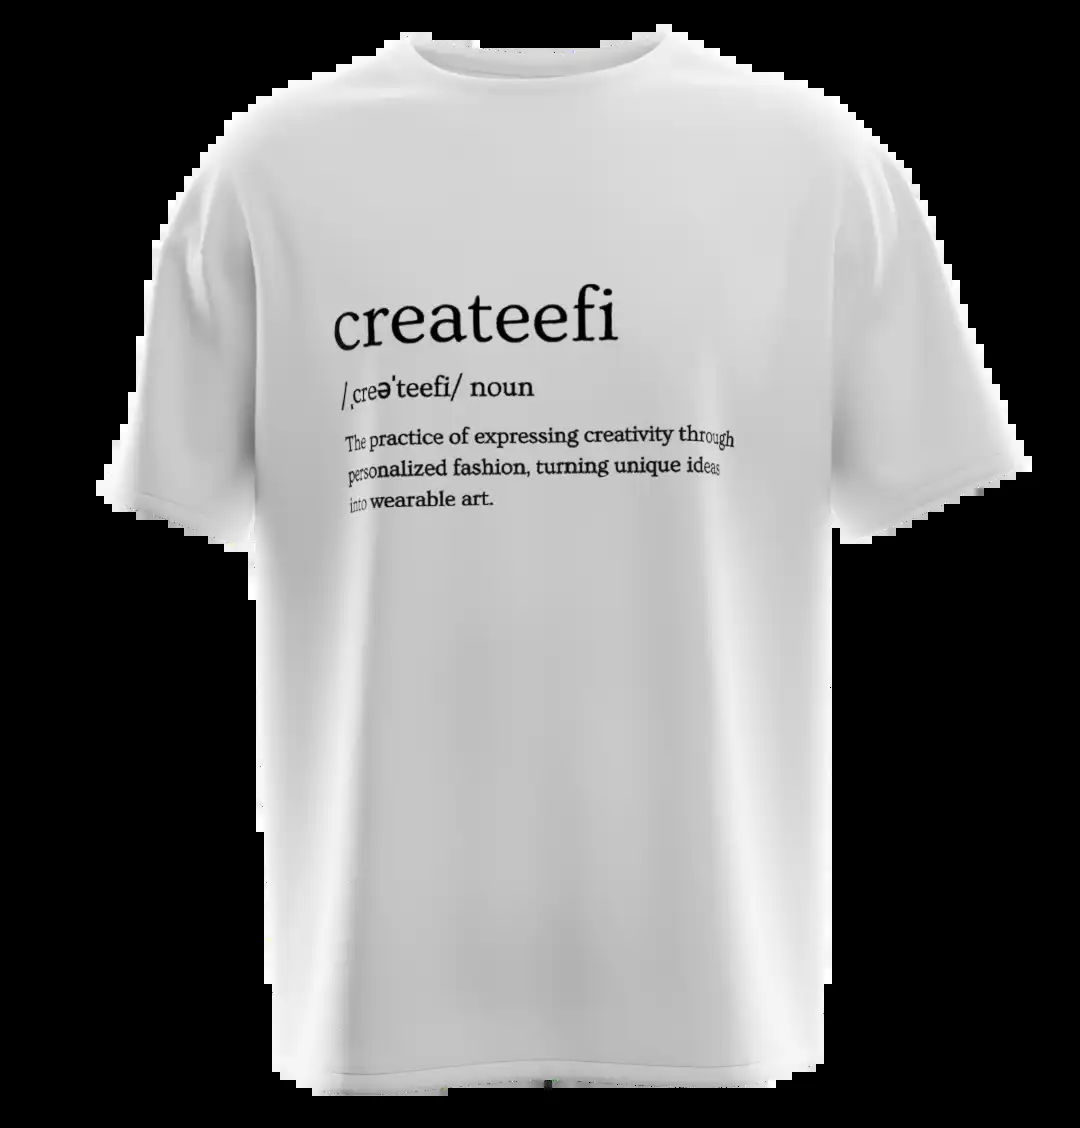 createefi
/ˌcreəˈteefi/ noun
The practice of expressing creativity through
personalized fashion, turning unique ideas
into wearable art.